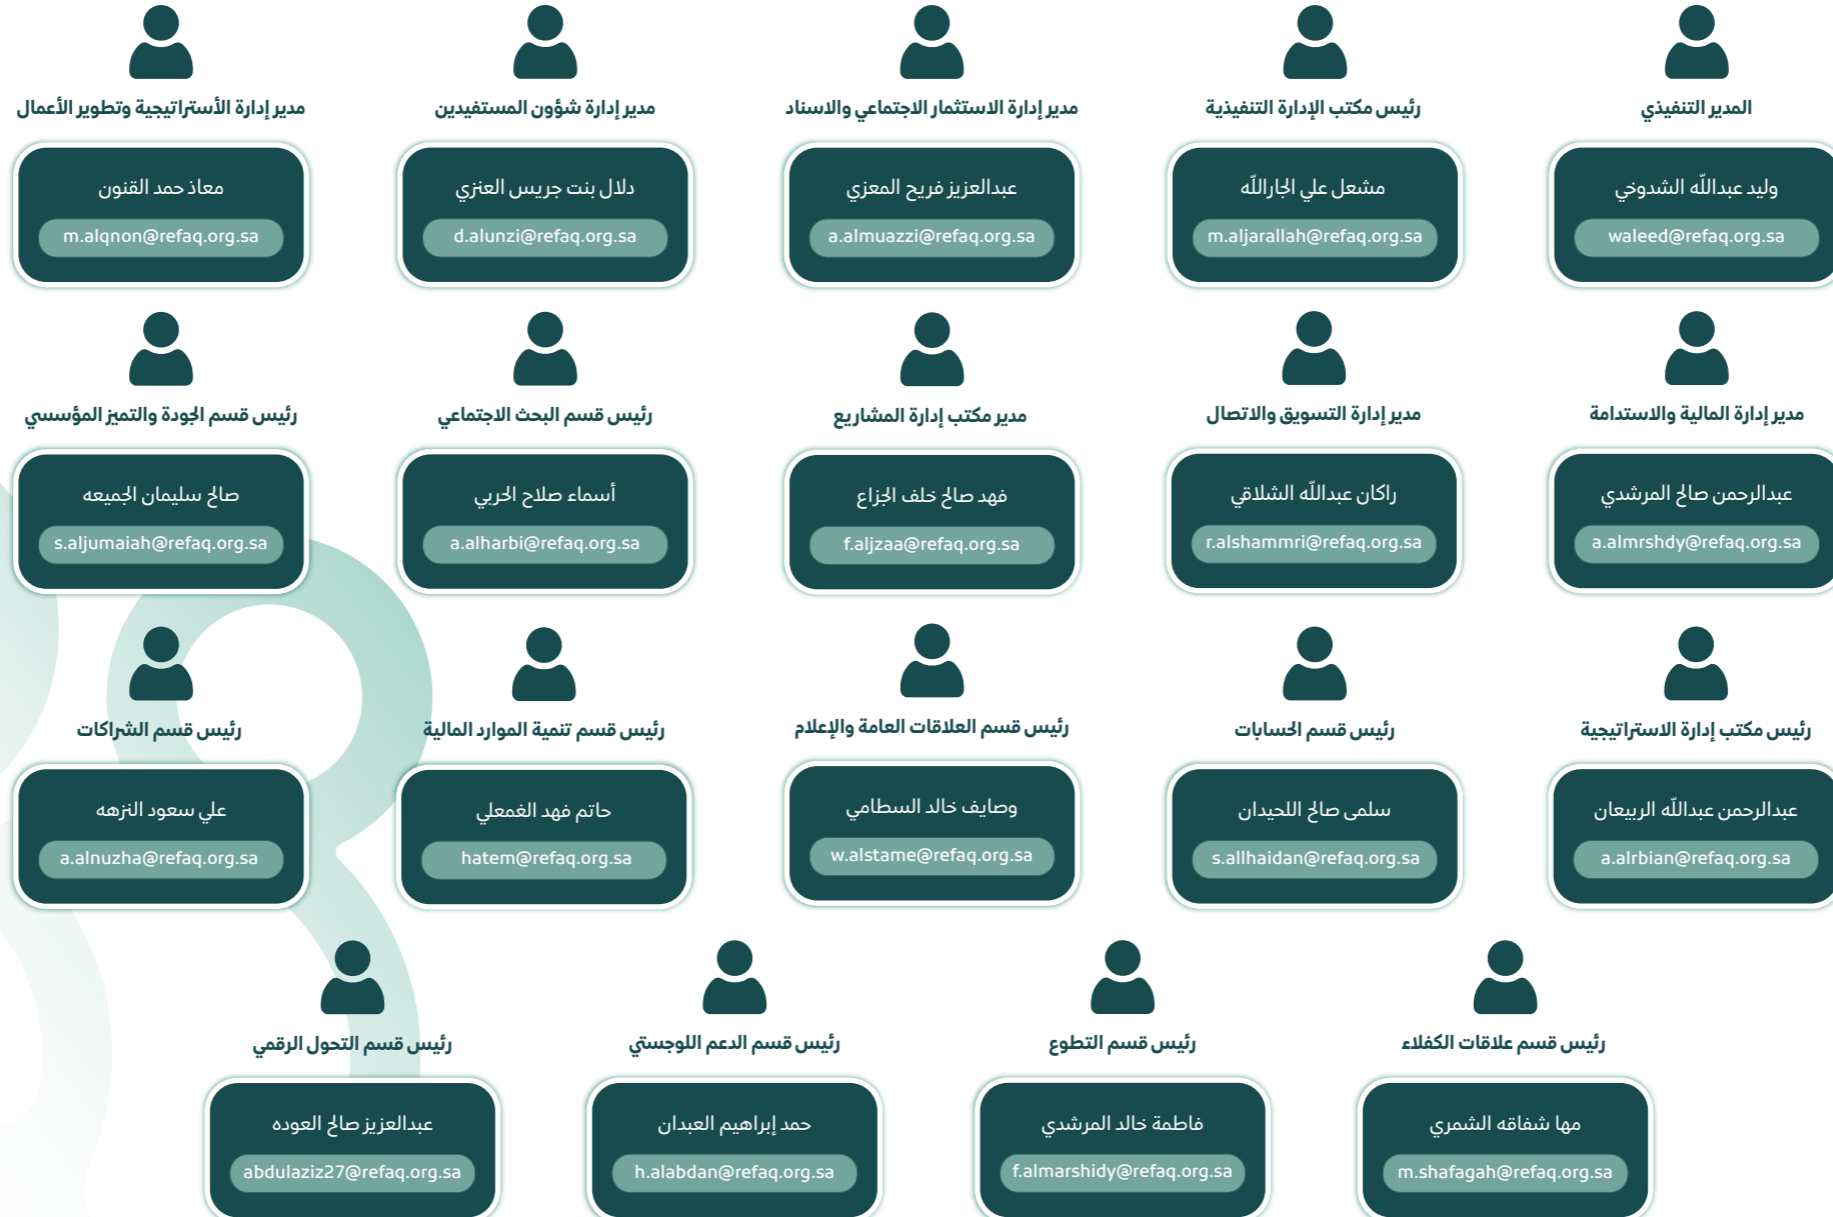 المدير التنفيذي
وليد عبدالله الشدوخي
waleed@refaq.org.sa
رئيس مكتب الإدارة التنفيذية
مشعل علي الجارالله
m.aljarallah@refaq.org.sa
مدير إدارة الاستثمار الاجتماعي والاسناد
عبدالعزيز فريح المعزي
a.almuazzi@refaq.org.sa
مدير إدارة شؤون المستفيدين
دلال بنت جريس العنزي
d.alunzi@refaq.org.sa
مدير إدارة الأستراتيجية وتطوير الأعمال
معاذ حمد القنون
m.alqnon@refaq.org.sa
مدير إدارة المالية والاستدامة
عبدالرحمن صالح المرشدي
a.almrshdy@refaq.org.sa
مدير إدارة التسويق والاتصال
راكان عبدالله الشلاقي
r.alshammri@refaq.org.sa
مدير مكتب إدارة المشاريع
فهد صالح خلف الجزاع
f.aljzaa@refaq.org.sa
رئيس قسم البحث الاجتماعي
أسماء صلاح الحربي
a.alharbi@refaq.org.sa
رئيس قسم الجودة والتميز المؤسسي
صالح سليمان الجميعه
s.aljumaiah@refaq.org.sa
رئيس مكتب إدارة الاستراتيجية
عبدالرحمن عبدالله الربيعان
a.alrbian@refaq.org.sa
رئيس قسم الحسابات
سلمى صالح اللحيدان
s.allhaidan@refaq.org.sa
رئيس قسم العلاقات العامة والإعلام
وصايف خالد السطامي
w.alstame@refaq.org.sa
رئيس قسم تنمية الموارد المالية
حاتم فهد الغمعلي
hatem@refaq.org.sa
رئيس قسم الشراكات
علي سعود النزهه
a.alnuzha@refaq.org.sa
رئيس قسم علاقات الكفلاء
مها شفاقه الشمري
m.shafagah@refaq.org.sa
رئيس قسم التطوع
فاطمة خالد المرشدي
f.almarshidy@refaq.org.sa
رئيس قسم الدعم اللوجستي
حمد إبراهيم العبدان
h.alabdan@refaq.org.sa
رئيس قسم التحول الرقمي
عبدالعزيز صالح العوده
abdulaziz27@refaq.org.sa